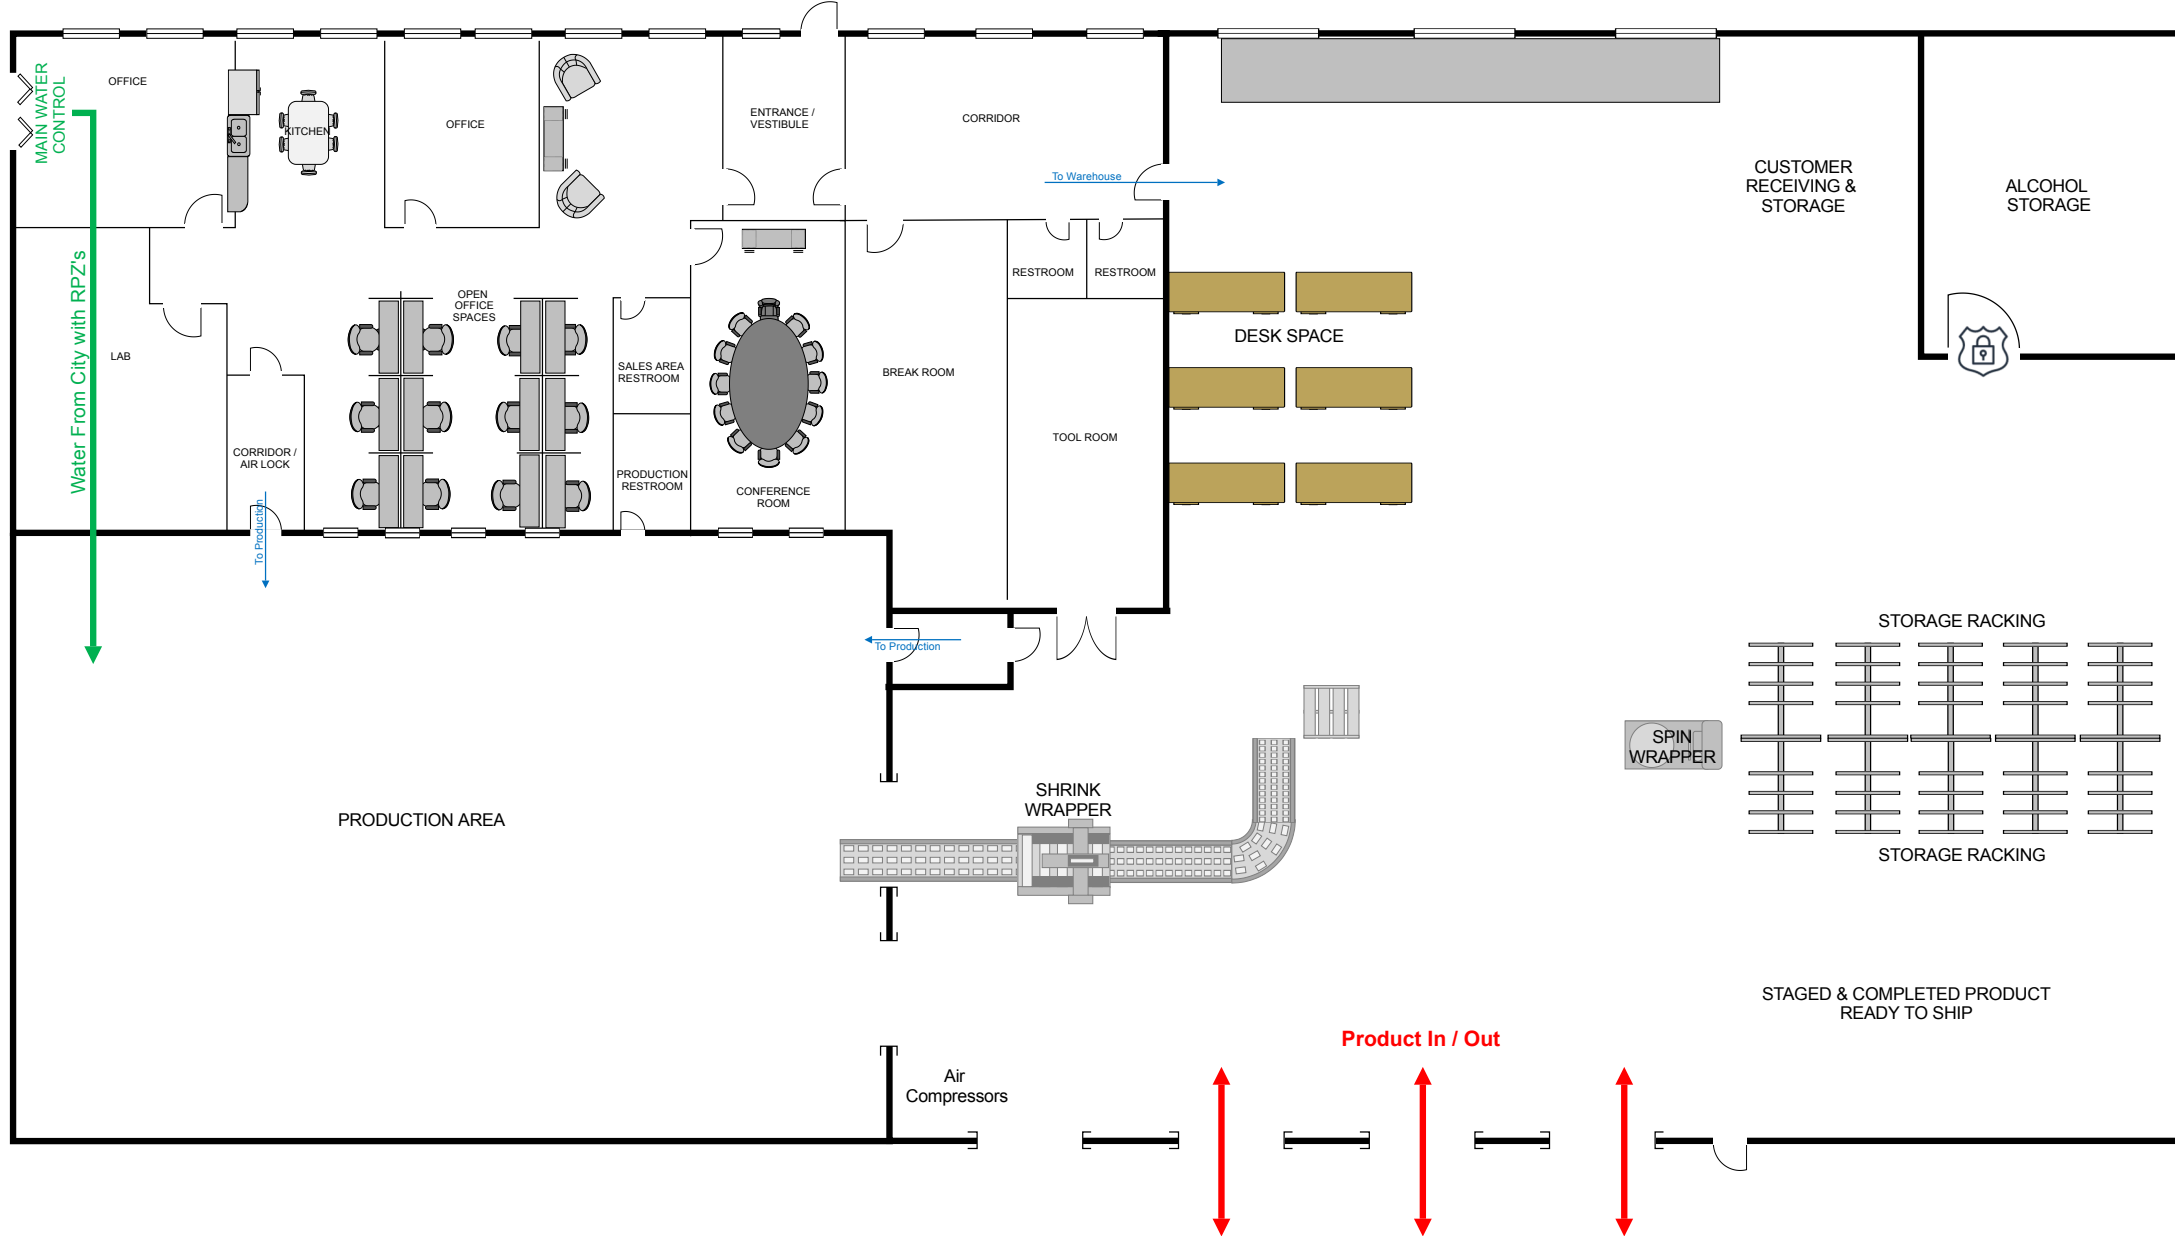 MAIN WATER
CONTROL
OFFICE
KITCHEN
OFFICE
ENTRANCE /
VESTIBULE
CORRIDOR
To Warehouse
CUSTOMER
RECEIVING &
STORAGE
ALCOHOL
STORAGE
Water From City with RPZ's
LAB
OPEN
OFFICE
SPACES
RESTROOM
RESTROOM
DESK SPACE
SALES AREA
RESTROOM
BREAK ROOM
TOOL ROOM
CORRIDOR /
AIR LOCK
PRODUCTION
RESTROOM
CONFERENCE
ROOM
To Production
To Production
STORAGE RACKING
SPIN
WRAPPER
SHRINK
WRAPPER
PRODUCTION AREA
STORAGE RACKING
STAGED & COMPLETED PRODUCT
READY TO SHIP
Product In / Out
Air
Compressors